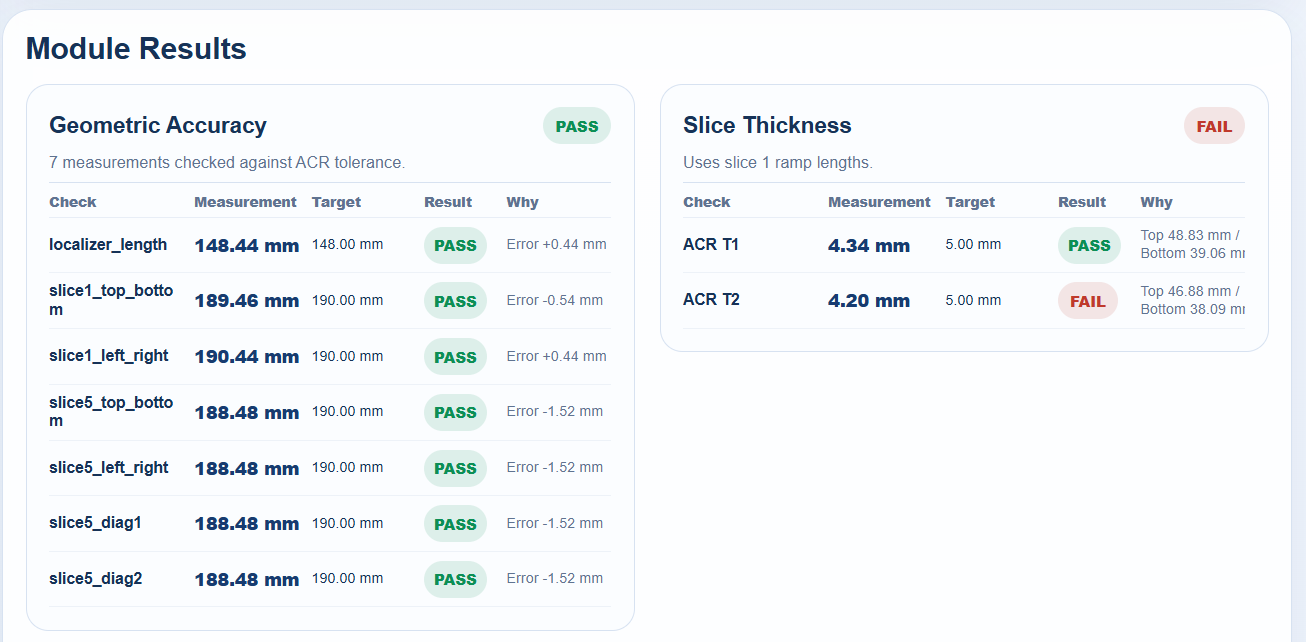 Module Results
Geometric Accuracy
PASS
7 measurements checked against ACR tolerance.
Check Measurement Target Result Why
localizer_length 148.44 mm 148.00 mm PASS Error +0.44 mm
slice1_top_botto
m 189.46 mm 190.00 mm PASS Error -0.54 mm
slice1_left_right 190.44 mm 190.00 mm PASS Error +0.44 mm
slice5_top_botto
m 188.48 mm 190.00 mm PASS Error -1.52 mm
slice5_left_right 188.48 mm 190.00 mm PASS Error -1.52 mm
slice5_diag1 188.48 mm 190.00 mm PASS Error -1.52 mm
slice5_diag2 188.48 mm 190.00 mm PASS Error -1.52 mm
Slice Thickness
FAIL
Uses slice 1 ramp lengths.
Check Measurement Target Result Why
ACR T1 4.34 mm 5.00 mm PASS Top 48.83 mm /
Bottom 39.06
ACR T2 4.20 mm 5.00 mm FAIL Top 46.88 mm /
Bottom 38.09